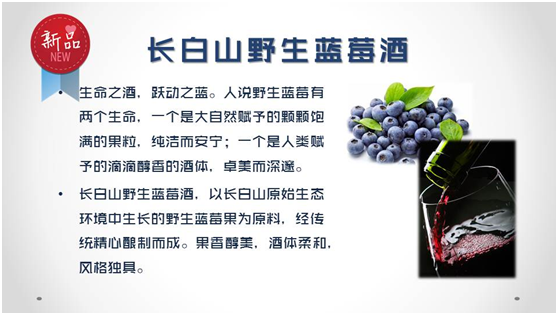 新品
NEW
长白山野生蓝莓酒
• 生命之酒，跃动之蓝。人说野生蓝莓有
两个生命，一个是大自然赋予的颗颗饱
满的果粒，纯洁而安宁；一个是人类赋
予的滴滴醇香的酒体，卓美而深邃。
• 长白山野生蓝莓酒，以长白山原始生态
环境中生长的野生蓝莓果为原料，经传
统精心酿制而成。果香醇美，酒体柔和，
风格独具。